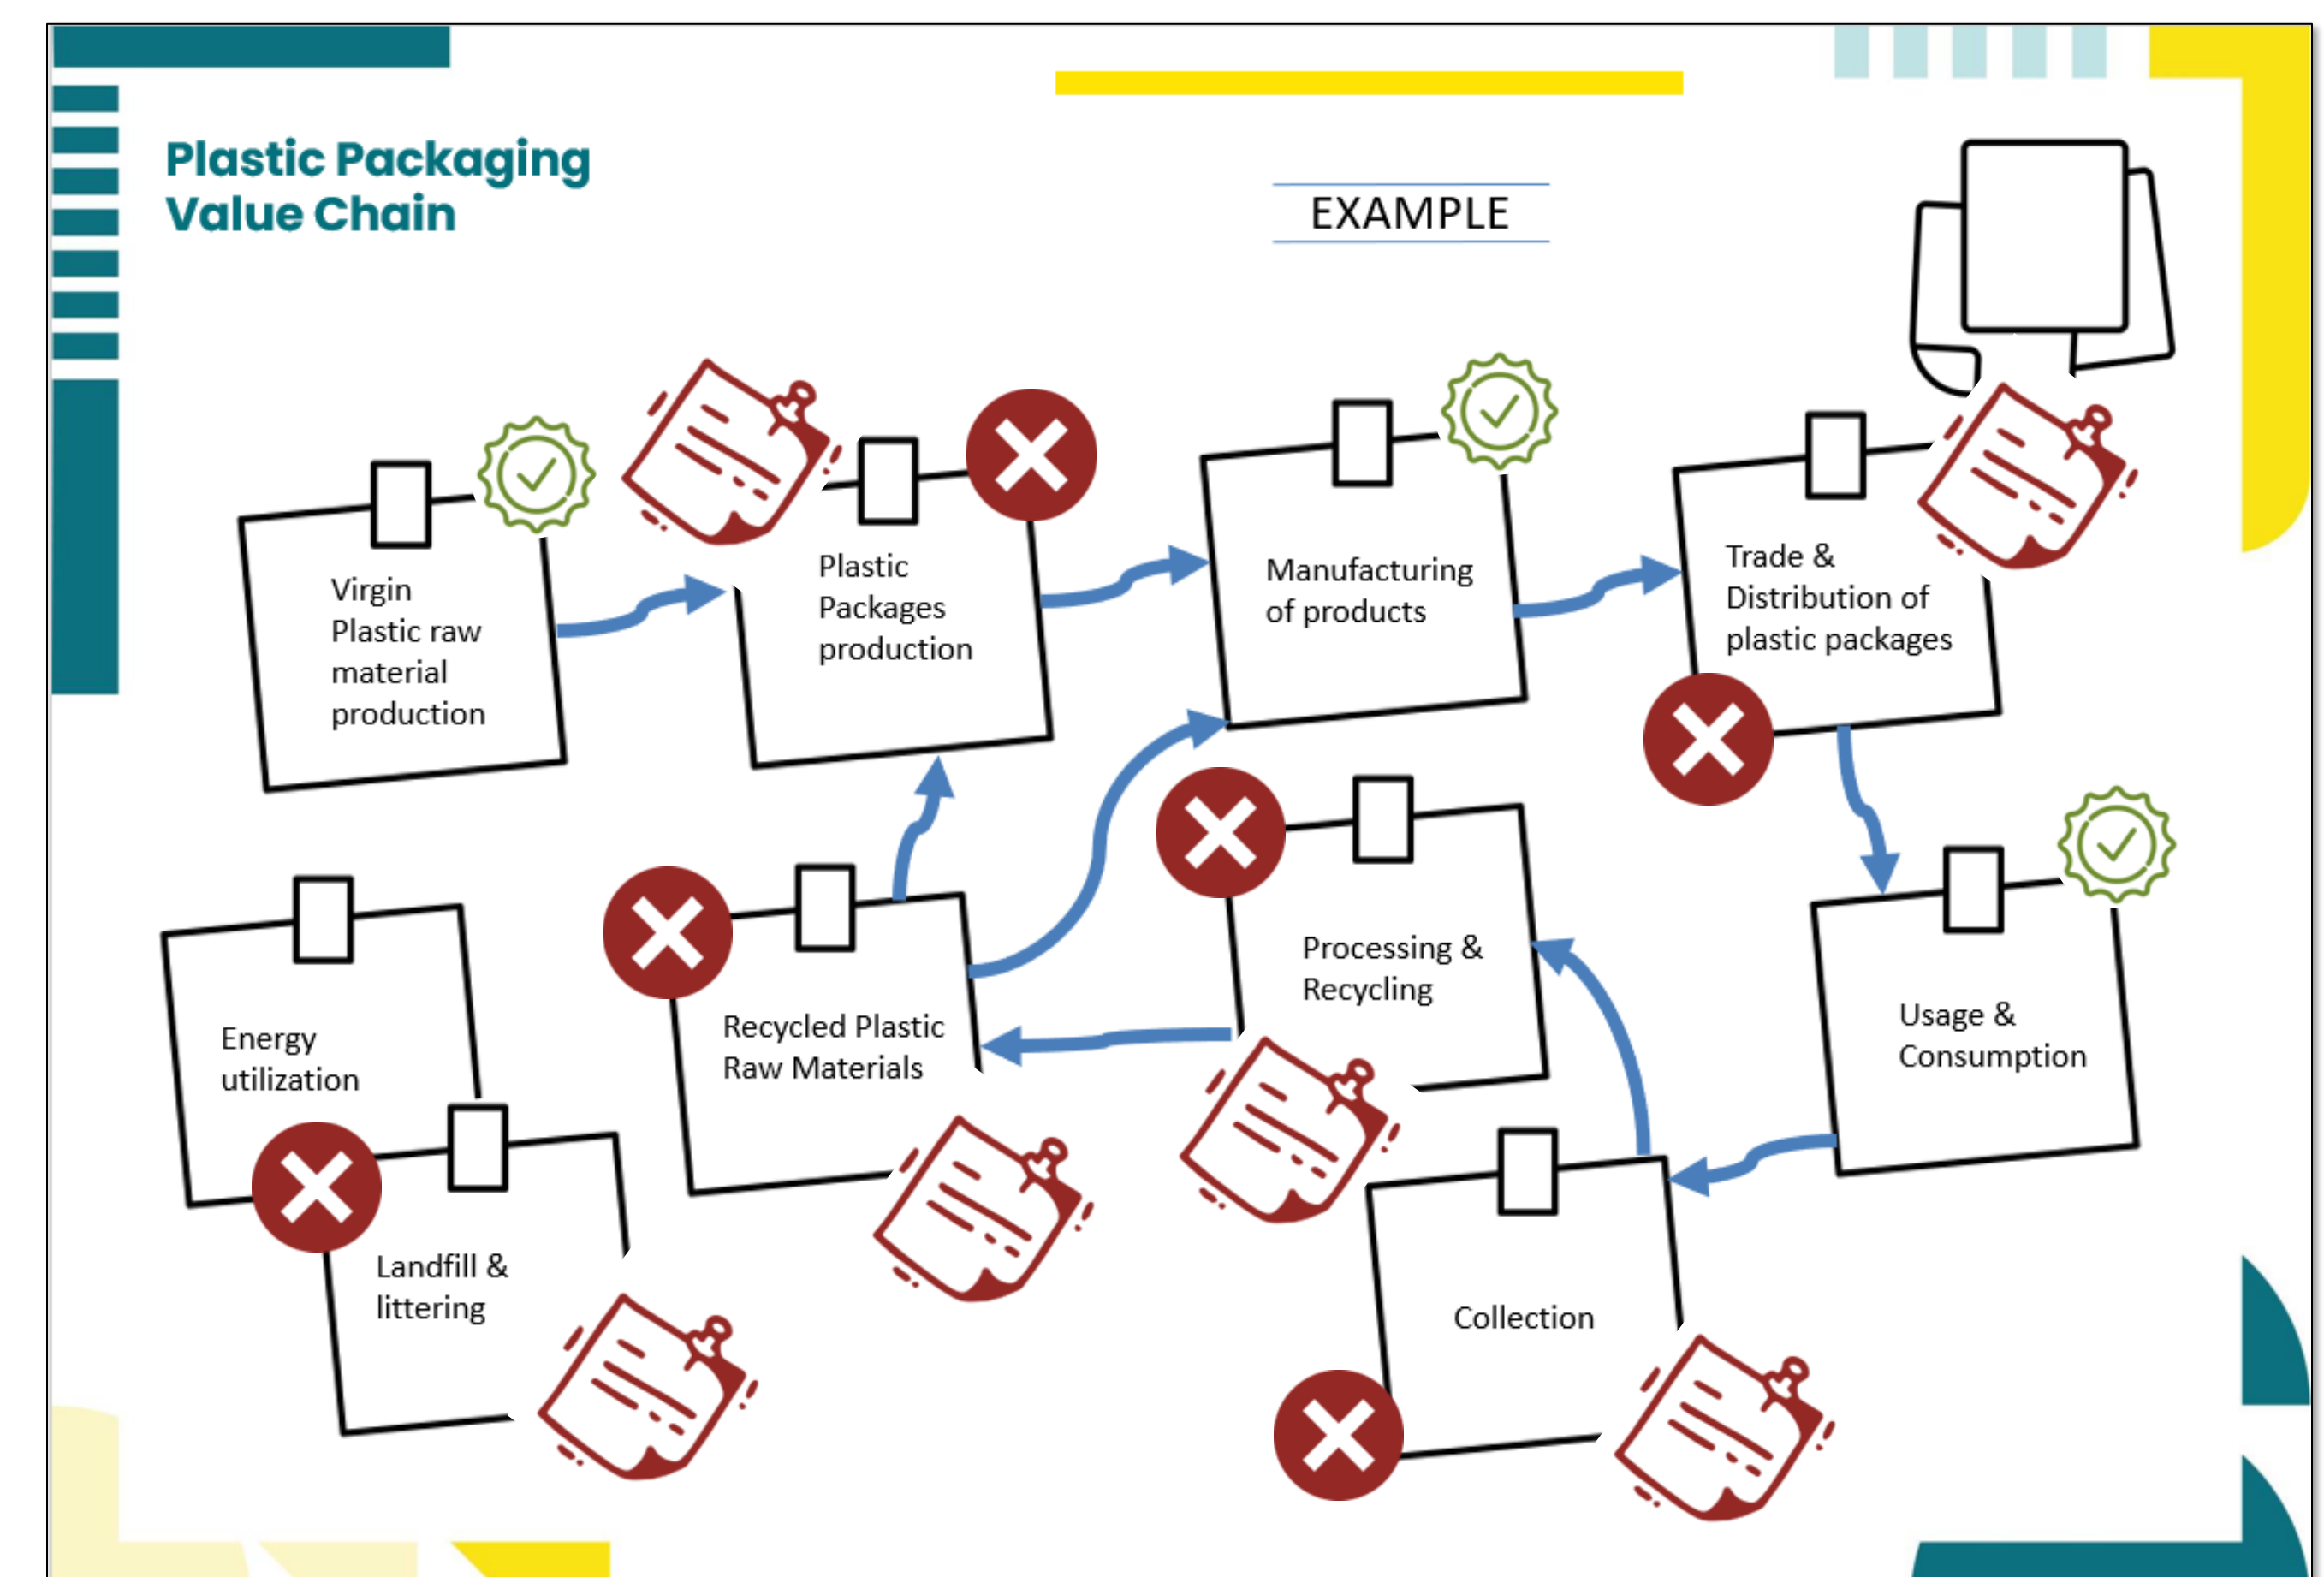 Plastic Packaging
Value Chain
EXAMPLE
Virgin
Plastic raw
material
production
Plastic
Packages
production
Manufacturing
of products
Trade &
Distribution of
plastic packages
Energy
utilization
Recycled Plastic
Raw Materials
Processing &
Recycling
Usage &
Consumption
Landfill &
littering
Collection